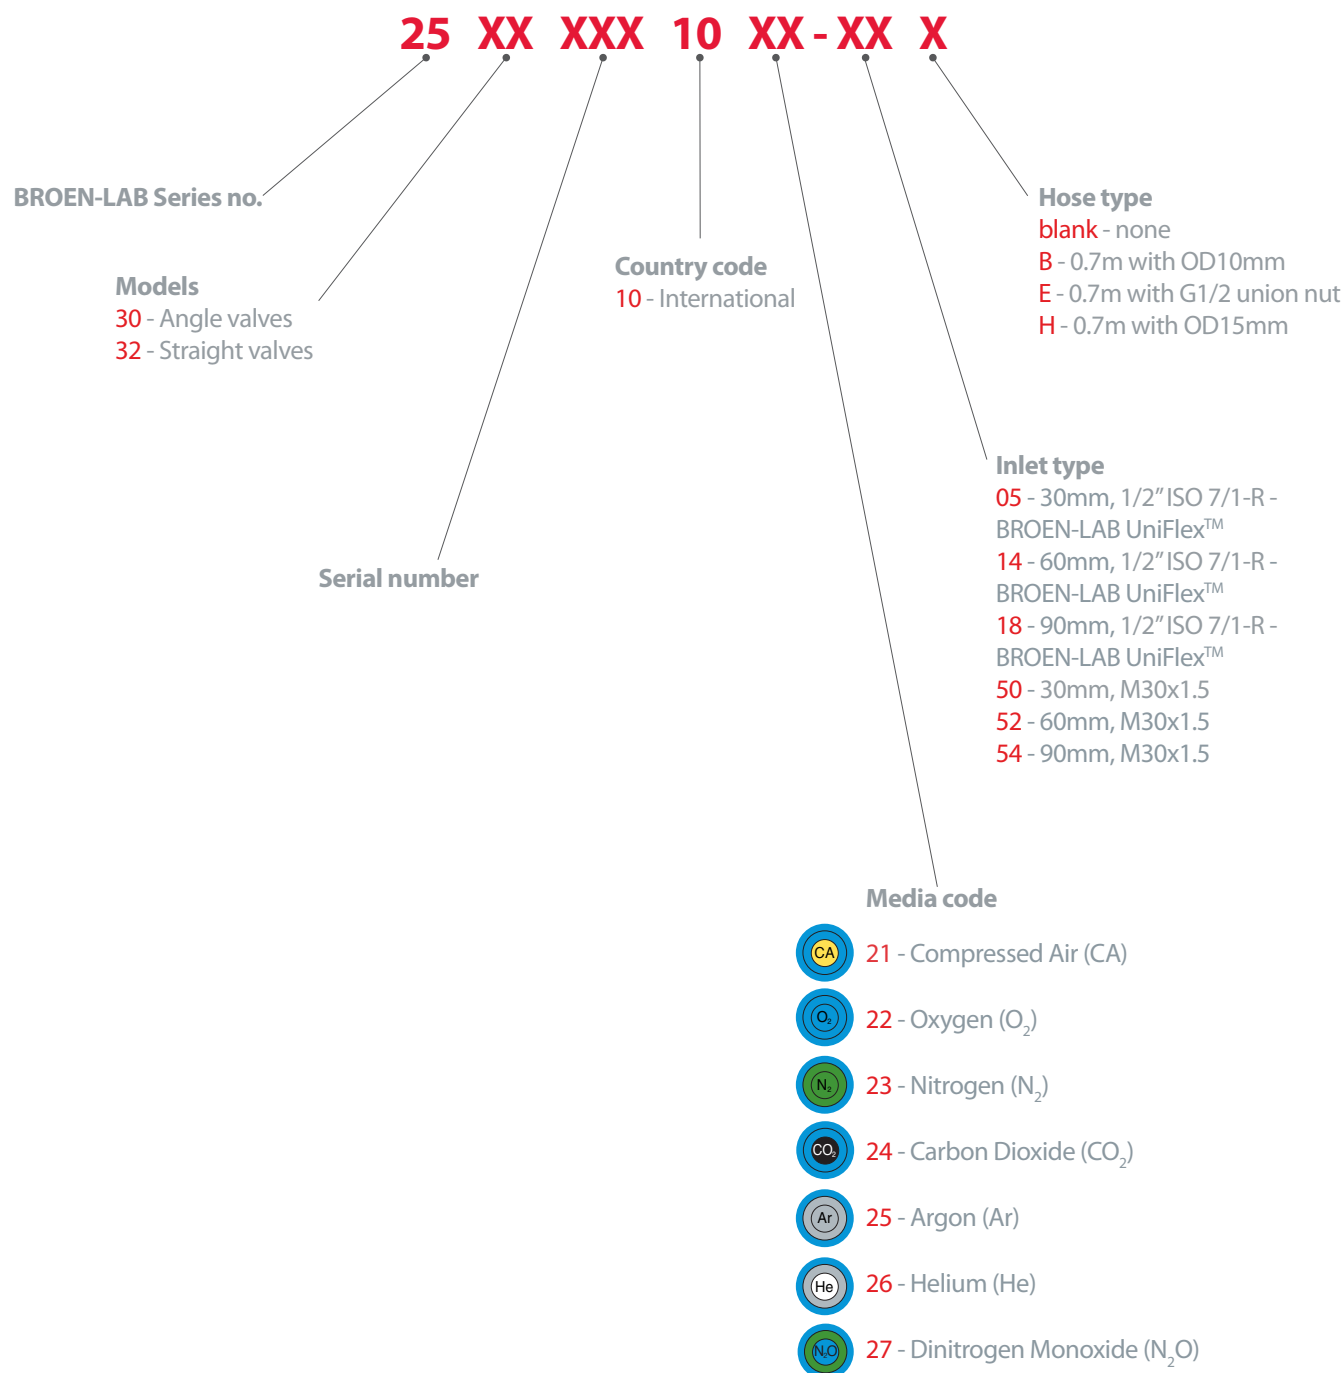 25 XX XXX 10 XX - XX X
BROEN-LAB Series no.
Models
30 - Angle valves
32 - Straight valves
Serial number
Country code
10 - International
Hose type
blank - none
B - 0.7m with OD10mm
E - 0.7m with G1/2 union nut
H - 0.7m with OD15mm
Inlet type
05 - 30mm, 1/2” ISO 7/1-R -
BROEN-LAB UniFlex™
14 - 60mm, 1/2” ISO 7/1-R -
BROEN-LAB UniFlex™
18 - 90mm, 1/2” ISO 7/1-R -
BROEN-LAB UniFlex™
50 - 30mm, M30x1.5
52 - 60mm, M30x1.5
54 - 90mm, M30x1.5
Media code
CA 21 - Compressed Air (CA)
O₂ 22 - Oxygen (O₂)
N₂ 23 - Nitrogen (N₂)
CO₂ 24 - Carbon Dioxide (CO₂)
Ar 25 - Argon (Ar)
He 26 - Helium (He)
N₂O 27 - Dinitrogen Monoxide (N₂O)